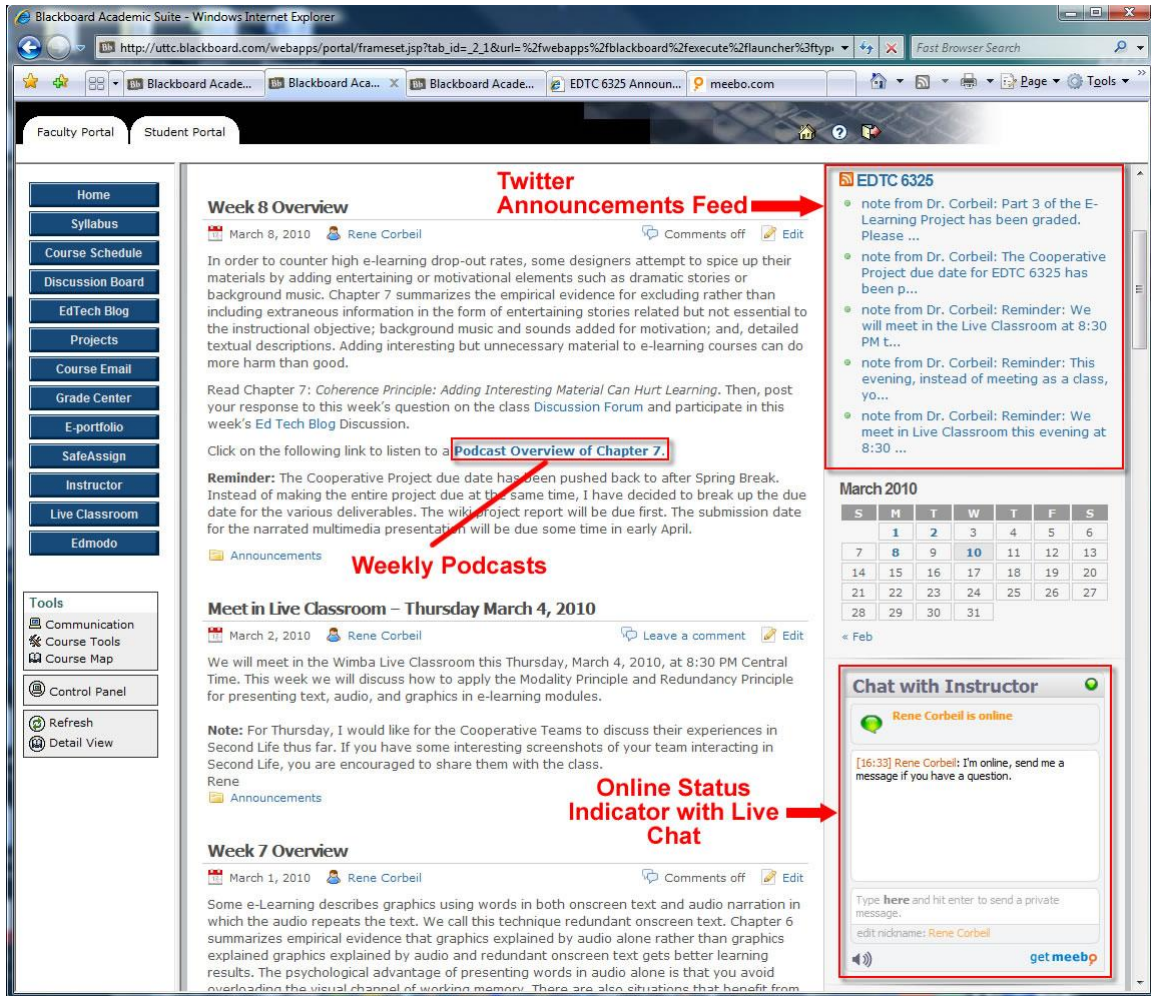 Blackboard Academic Suite - Windows Internet Explorer
http://uttc.blackboard.com/webapps/portal/frameset.jsp?tab_id=_2_1&url=%2fwebapps%2fblackboard%2fexecute%2flauncher%3ftyp
Fast Browser Search
Blackboard Acade...
Blackboard Aca...
Blackboard Acade...
EDTC 6325 Announ...
meebo.com
Page
Tools
Faculty Portal
Student Portal
Home
Syllabus
Course Schedule
Discussion Board
EdTech Blog
Projects
Course Email
Grade Center
E-portfolio
SafeAssign
Instructor
Live Classroom
Edmodo
Tools
Communication
Course Tools
Course Map
Control Panel
Refresh
Detail View
Twitter
Announcements Feed
Week 8 Overview
March 8, 2010 Rene Corbeil Comments off Edit
In order to counter high e-learning drop-out rates, some designers attempt to spice up their
materials by adding entertaining or motivational elements such as dramatic stories or
background music. Chapter 7 summarizes the empirical evidence for excluding rather than
including extraneous information in the form of entertaining stories related but not essential to
the instructional objective; background music and sounds added for motivation; and, detailed
textual descriptions. Adding interesting but unnecessary material to e-learning courses can do
more harm than good.
Read Chapter 7: Coherence Principle: Adding Interesting Material Can Hurt Learning. Then, post
your response to this week's question on the class Discussion Forum and participate in this
week's Ed Tech Blog Discussion.
Click on the following link to listen to a Podcast Overview of Chapter 7.
Reminder: The Cooperative Project due date has been pushed back to after Spring Break.
Instead of making the entire project due at the same time, I have decided to break up the due
date for the various deliverables. The wiki project report will be due first. The submission date
for the narrated multimedia presentation will be due some time in early April.
Announcements
Weekly Podcasts
Meet in Live Classroom – Thursday March 4, 2010
March 2, 2010 Rene Corbeil Leave a comment Edit
We will meet in the Wimba Live Classroom this Thursday, March 4, 2010, at 8:30 PM Central
Time. This week we will discuss how to apply the Modality Principle and Redundancy Principle
for presenting text, audio, and graphics in e-learning modules.
Note: For Thursday, I would like for the Cooperative Teams to discuss their experiences in
Second Life thus far. If you have some interesting screenshots of your team interacting in
Second Life, you are encouraged to share them with the class.
Rene
Announcements
Online Status
Indicator with Live
Chat
Week 7 Overview
March 1, 2010 Rene Corbeil Comments off Edit
Some e-Learning describes graphics using words in both onscreen text and audio narration in
which the audio repeats the text. We call this technique redundant onscreen text. Chapter 6
summarizes empirical evidence that graphics explained by audio alone rather than graphics
explained graphics explained by audio and redundant onscreen text gets better learning
results. The psychological advantage of presenting words in audio alone is that you avoid
overloading the visual channel of working memory. There are also situations that benefit from
EDTC 6325
note from Dr. Corbeil: Part 3 of the E-
Learning Project has been graded.
Please ...
note from Dr. Corbeil: The Cooperative
Project due date for EDTC 6325 has
been p...
note from Dr. Corbeil: Reminder: We
will meet in the Live Classroom at 8:30
PM t...
note from Dr. Corbeil: Reminder: This
evening, instead of meeting as a class,
yo...
note from Dr. Corbeil: Reminder: We
meet in Live Classroom this evening at
8:30 ...
March 2010
S M T W T F S
1 2 3 4 5 6
7 8 9 10 11 12 13
14 15 16 17 18 19 20
21 22 23 24 25 26 27
28 29 30 31
« Feb
Chat with Instructor
Rene Corbeil is online
[16:33] Rene Corbeil: I'm online, send me a
message if you have a question.
Type here and hit enter to send a private
message.
edit nickname: Rene Corbeil
get meebo